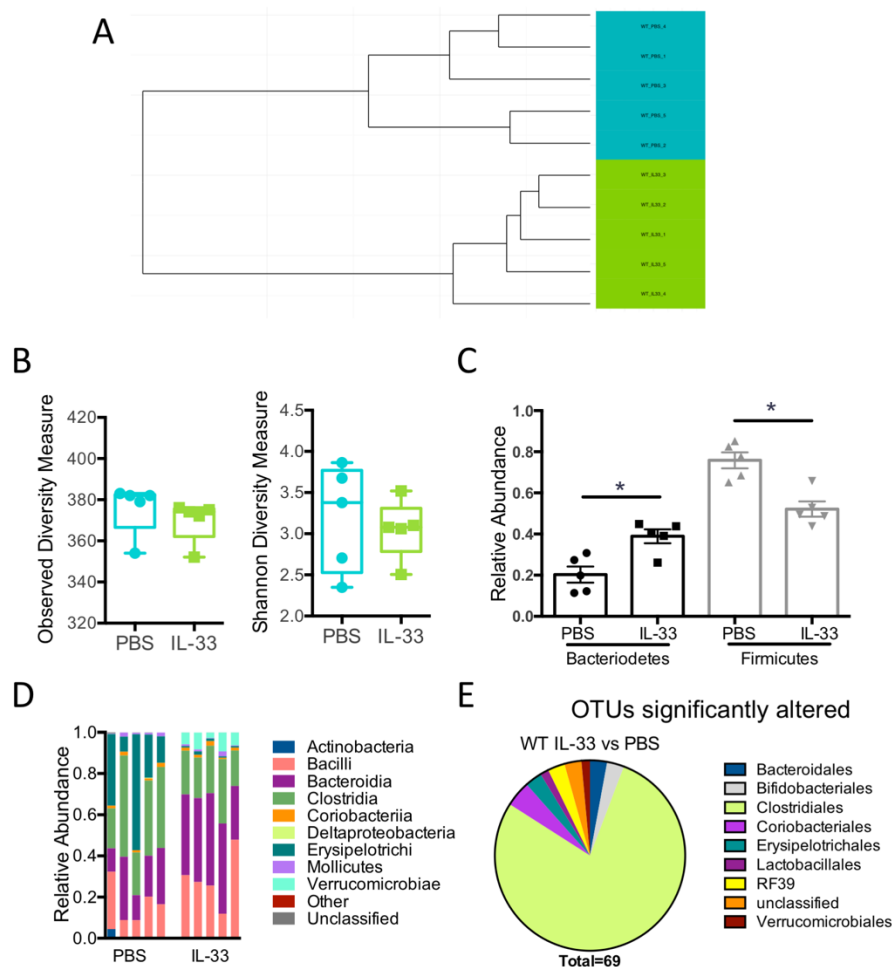 A
WT_PBS_4
WT_PBS_1
WT_PBS_3
WT_PBS_5
WT_PBS_2
WT_IL33_3
WT_IL33_2
WT_IL33_1
WT_IL33_5
WT_IL33_4
B
Observed Diversity Measure
420
400
380
360
340
320
PBS
IL-33
Shannon Diversity Measure
4.5
4.0
3.5
3.0
2.5
2.0
PBS
IL-33
C
Relative Abundance
1.0
0.8
0.6
0.4
0.2
0.0
*
*
PBS
IL-33
PBS
IL-33
Bacteriodetes
Firmicutes
D
Relative Abundance
1.0
0.8
0.6
0.4
0.2
0.0
PBS
IL-33
Actinobacteria
Bacilli
Bacteroidia
Clostridia
Coriobacteriia
Deltaproteobacteria
Erysipelotrichi
Mollicutes
Verrucomicrobiae
Other
Unclassified
E
OTUs significantly altered
WT IL-33 vs PBS
Total=69
Bacteroidales
Bifidobacteriales
Clostridiales
Coriobacteriales
Erysipelotrichales
Lactobacillales
RF39
unclassified
Verrucomicrobiales